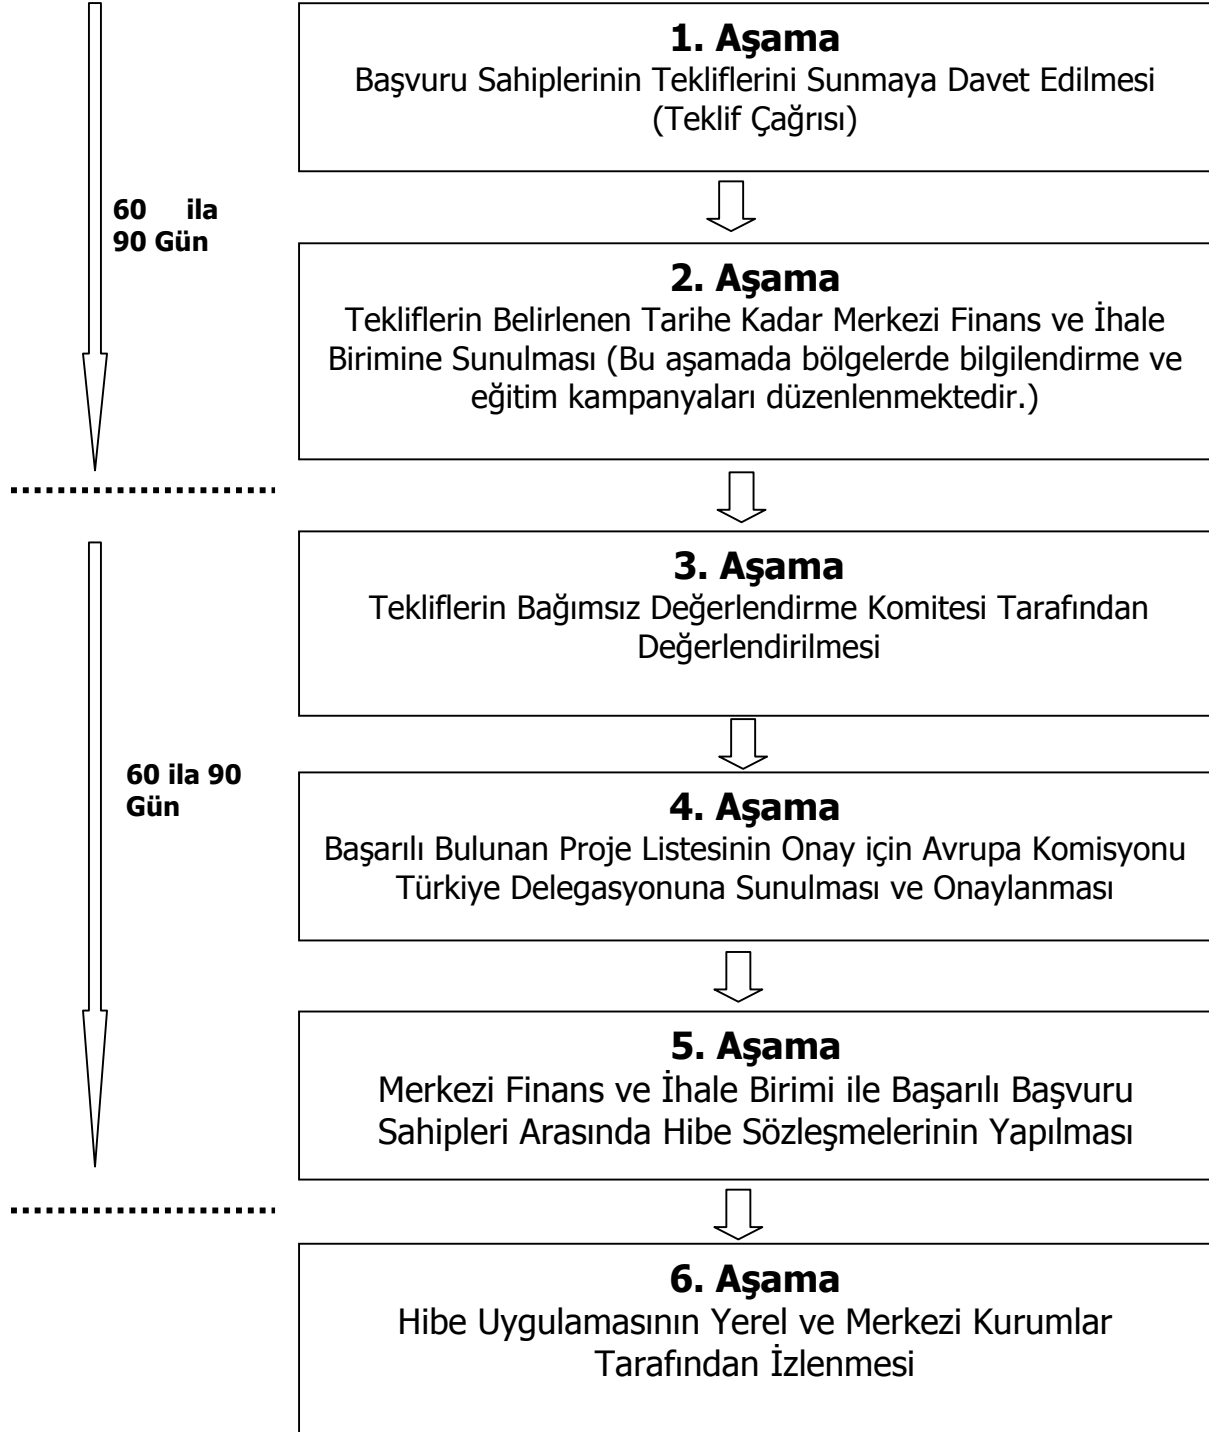 1. Aşama
Başvuru Sahiplerinin Tekliflerini Sunmaya Davet Edilmesi
(Teklif Çağrısı)
60 ila
90 Gün
2. Aşama
Tekliflerin Belirlenen Tarihe Kadar Merkezi Finans ve İhale
Birimine Sunulması (Bu aşamada bölgelerde bilgilendirme ve
eğitim kampanyaları düzenlenmektedir.)
3. Aşama
Tekliflerin Bağımsız Değerlendirme Komitesi Tarafından
Değerlendirilmesi
60 ila 90
Gün
4. Aşama
Başarılı Bulunan Proje Listesinin Onay için Avrupa Komisyonu
Türkiye Delegasyonuna Sunulması ve Onaylanması
5. Aşama
Merkezi Finans ve İhale Birimi ile Başarılı Başvuru
Sahipleri Arasında Hibe Sözleşmelerinin Yapılması
6. Aşama
Hibe Uygulamasının Yerel ve Merkezi Kurumlar
Tarafından İzlenmesi